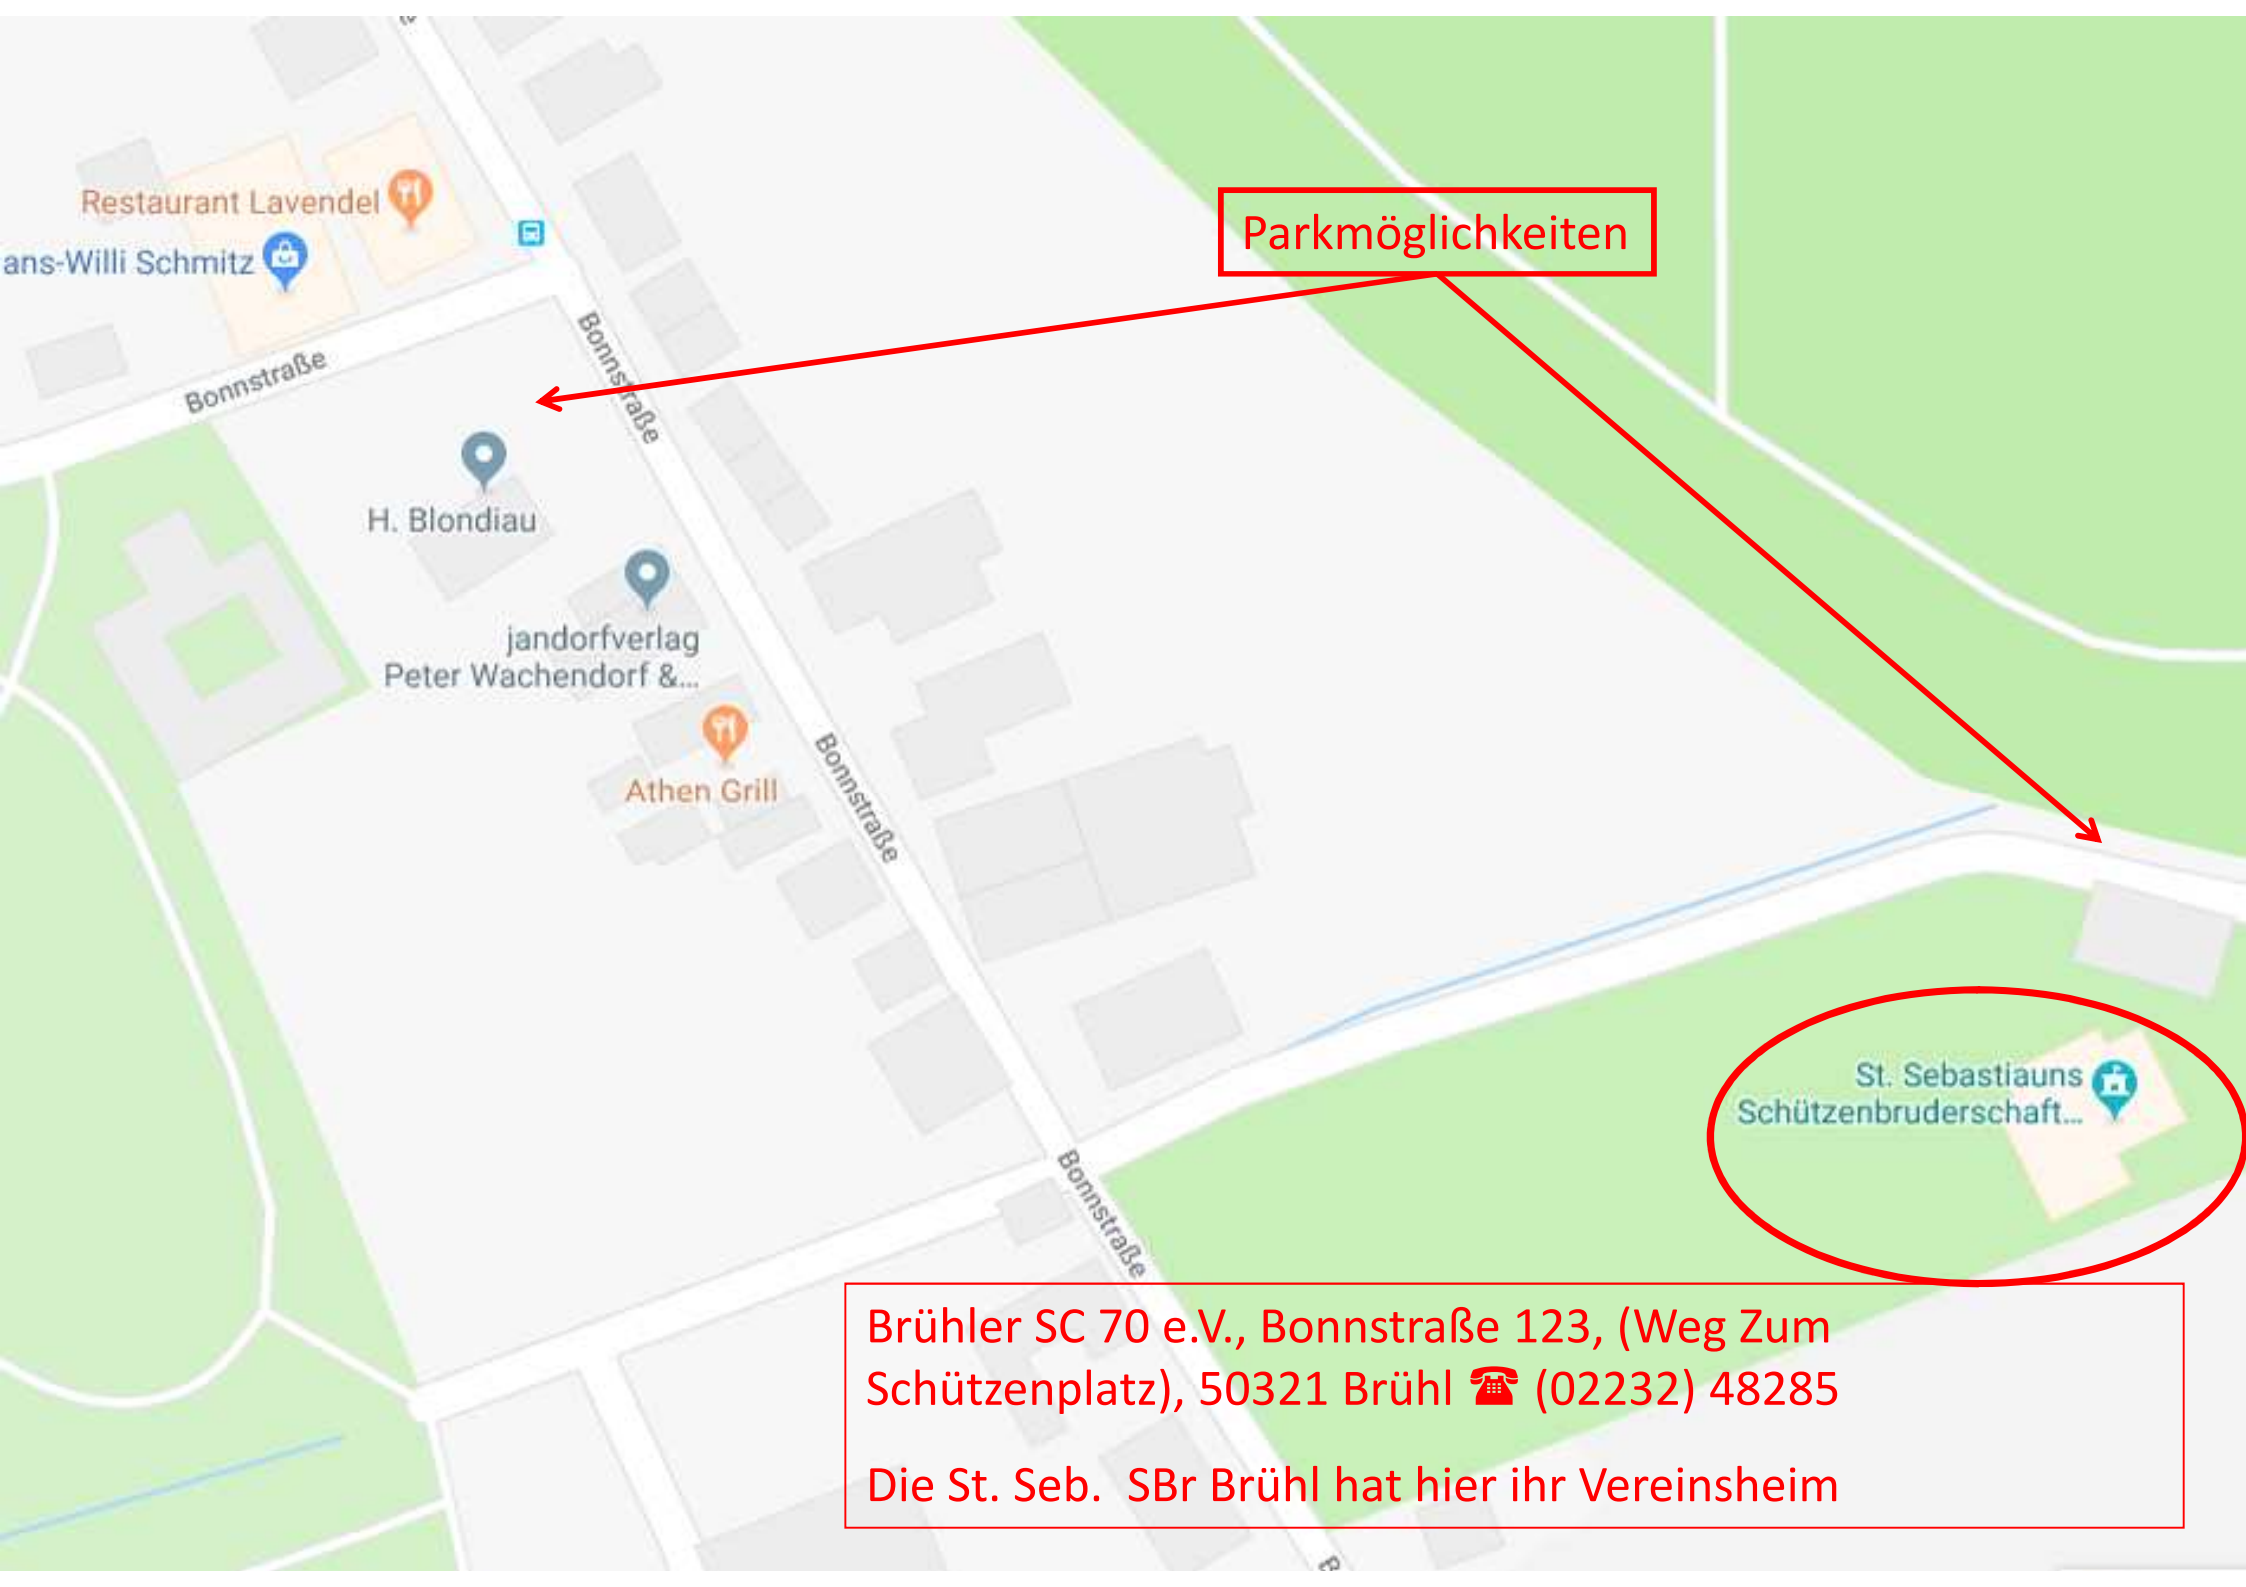 Restaurant Lavendel
Parkmöglichkeiten
ans-Willi Schmitz
Bonnstraße
Bonnstraße
H. Blondiau
jandorfverlag
Peter Wachendorf &...
Athen Grill
Bonnstraße
St. Sebastiauns
Schützenbruderschaft...
Bonnstraße
Brühler SC 70 e.V., Bonnstraße 123, (Weg Zum
Schützenplatz), 50321 Brühl ☎ (02232) 48285
Die St. Seb. SBr Brühl hat hier ihr Vereinsheim